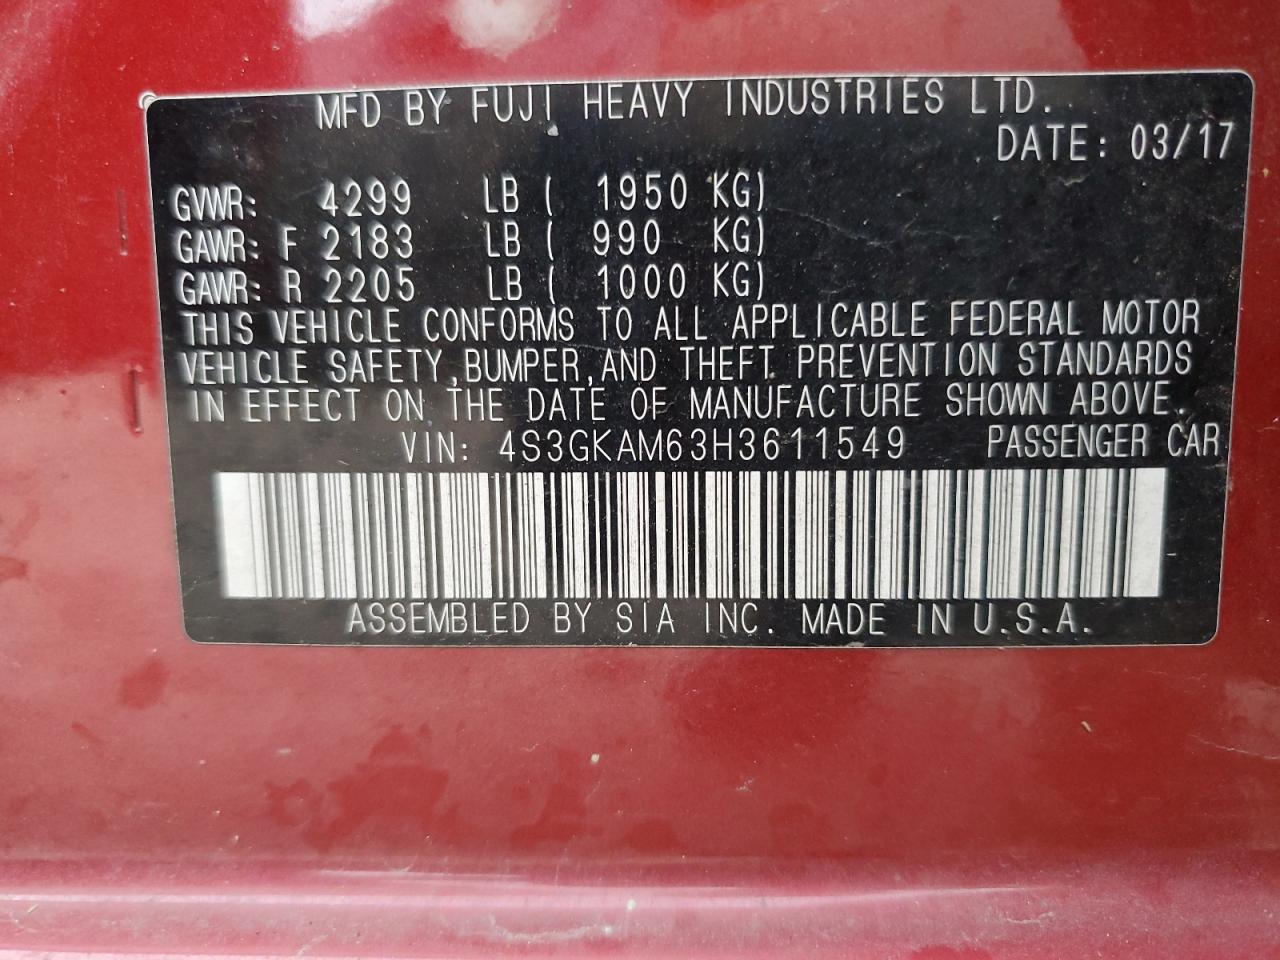 MFD BY FUJI HEAVY INDUSTRIES LTD.
DATE: 03/17
GVWR: 4299 LB ( 1950 KG)
GAWR: F 2183 LB ( 990 KG)
GAWR: R 2205 LB ( 1000 KG)
THIS VEHICLE CONFORMS TO ALL APPLICABLE FEDERAL MOTOR
VEHICLE SAFETY,BUMPER,AND THEFT PREVENTION STANDARDS
IN EFFECT ON THE DATE OF MANUFACTURE SHOWN ABOVE.
VIN: 4S3GKAM63H3611549 PASSENGER CAR
ASSEMBLED BY SIA INC. MADE IN U.S.A.